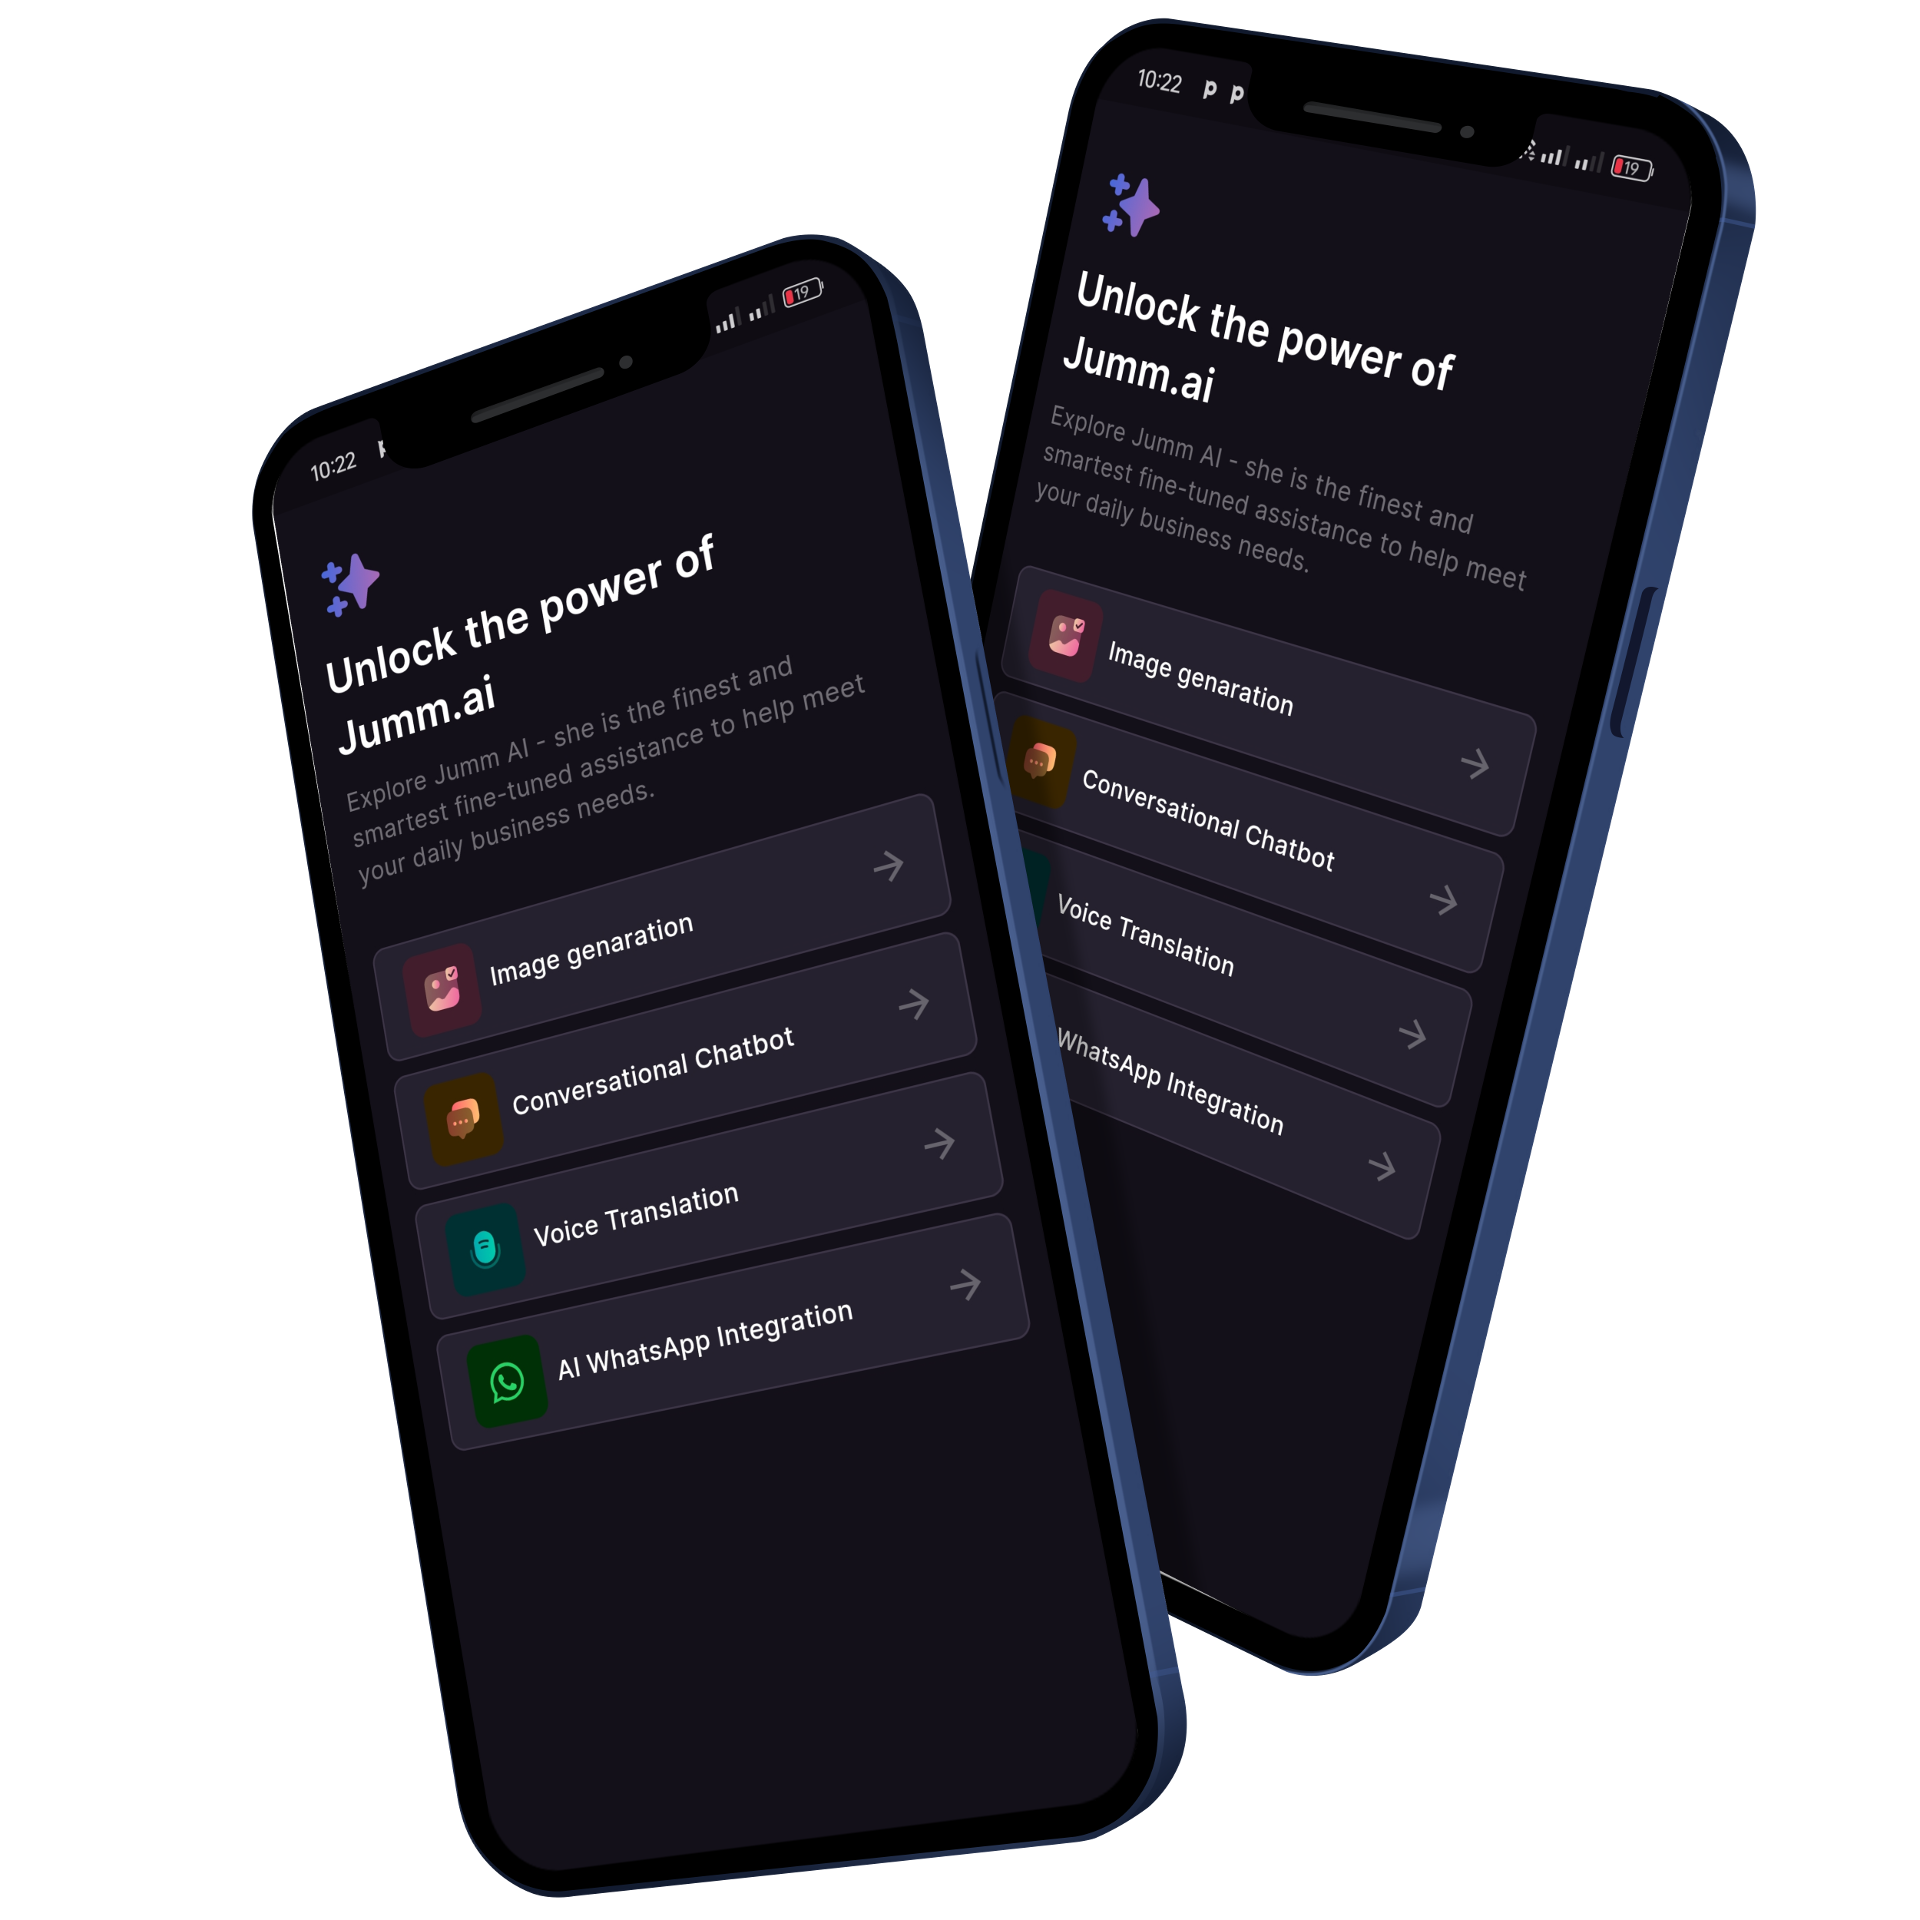 10:22
19
Unlock the power of
Jumm.ai
Explore Jumm AI - she is the finest and
smartest fine-tuned assistance to help meet
your daily business needs.
Image genaration
Conversational Chatbot
Voice Translation
AI WhatsApp Integration
10:22 p p
19
Unlock the power of
Jumm.ai
Explore Jumm AI - she is the finest and
smartest fine-tuned assistance to help meet
your daily business needs.
Image genaration
Conversational Chatbot
Voice Translation
WhatsApp Integration